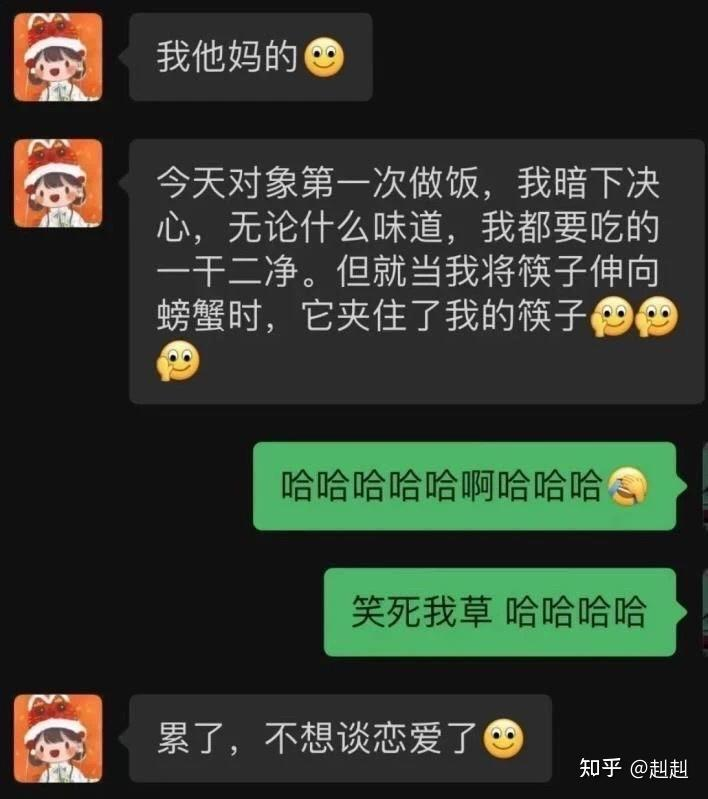 我他妈的
今天对象第一次做饭，我暗下决
心，无论什么味道，我都要吃的
一干二净。但就当我将筷子伸向
螃蟹时，它夹住了我的筷子
哈哈哈哈哈啊哈哈哈
笑死我草 哈哈哈哈
累了，不想谈恋爱了
知乎 @赳赳